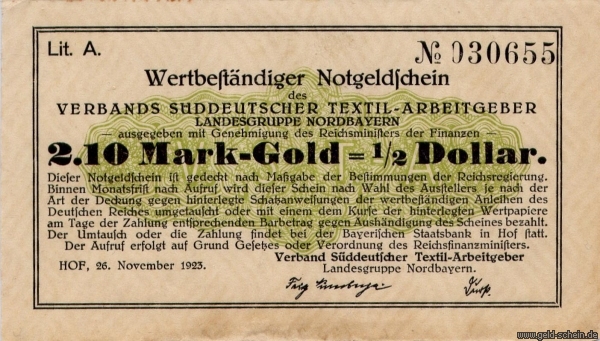 Lit. A.
№ 030655
Wertbeständiger Notgeldschein
des
VERBANDS SÜDDEUTSCHER TEXTIL-ARBEITGEBER
LANDESGRUPPE NORDBAYERN
— ausgegeben mit Genehmigung des Reichsministers der Finanzen —
2.10 Mark-Gold = 1/2 Dollar.
Dieser Notgeldschein ist gedeckt nach Maßgabe der Bestimmungen der Reichsregierung.
Binnen Monatsfrist nach Aufruf wird dieser Schein nach Wahl des Ausstellers je nach der
Art der Deckung gegen hinterlegte Schatzanweisungen der wertbeständigen Anleihen des
Deutschen Reiches umgetauscht oder mit einem dem Kurse der hinterlegten Wertpapiere
am Tage der Zahlung entsprechenden Barbetrag gegen Aushändigung des Scheines bezahlt.
Der Umtausch oder die Zahlung findet bei der Bayerischen Staatsbank in Hof statt.
Der Aufruf erfolgt auf Grund Gesetzes oder Verordnung des Reichsfinanzministers.
HOF, 26. November 1923.
Verband Süddeutscher Textil-Arbeitgeber
Landesgruppe Nordbayern.
www.geld-schein.de